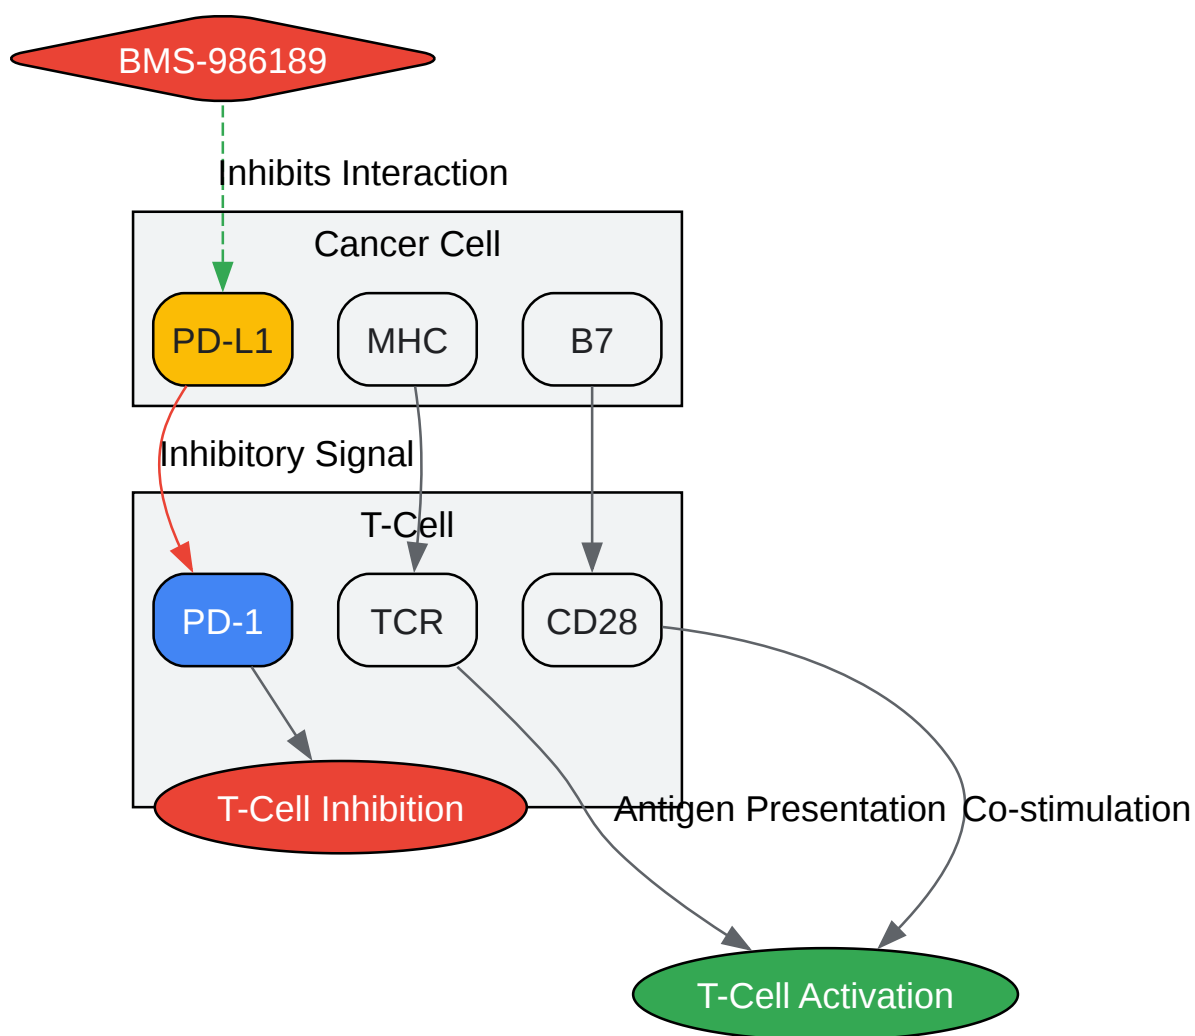 BMS-986189
Inhibits Interaction
Cancer Cell
PD-L1
MHC
B7
Inhibitory Signal
T-Cell
PD-1
TCR
CD28
T-Cell Inhibition
Antigen Presentation
Co-stimulation
T-Cell Activation